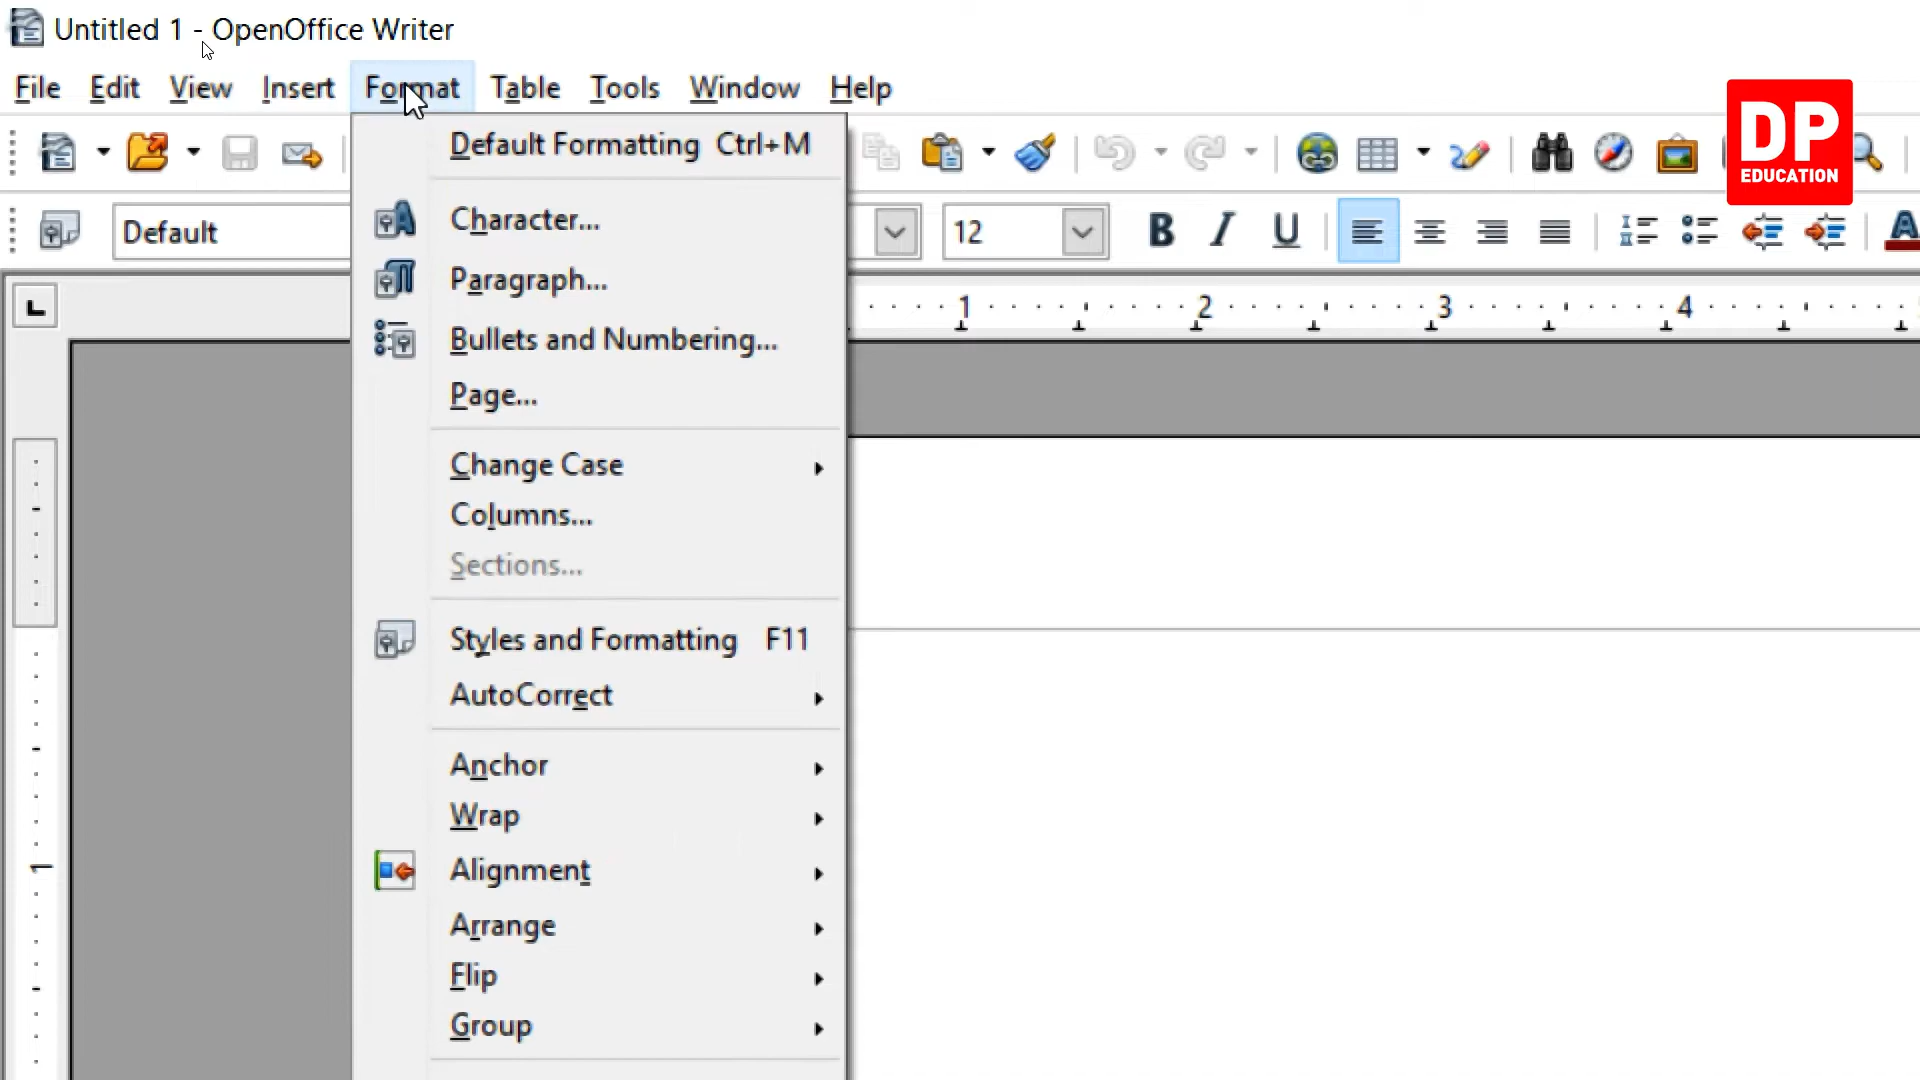 Untitled 1 - OpenOffice Writer
File Edit View Insert Format Table Tools Window Help
DP
EDUCATION
Default Formatting Ctrl+M
Character...
Paragraph...
Bullets and Numbering...
Page...
Change Case
Columns...
Sections...
Styles and Formatting F11
AutoCorrect
Anchor
Wrap
Alignment
Arrange
Flip
Group
Default
12
B I U A
1 2 3 4
1